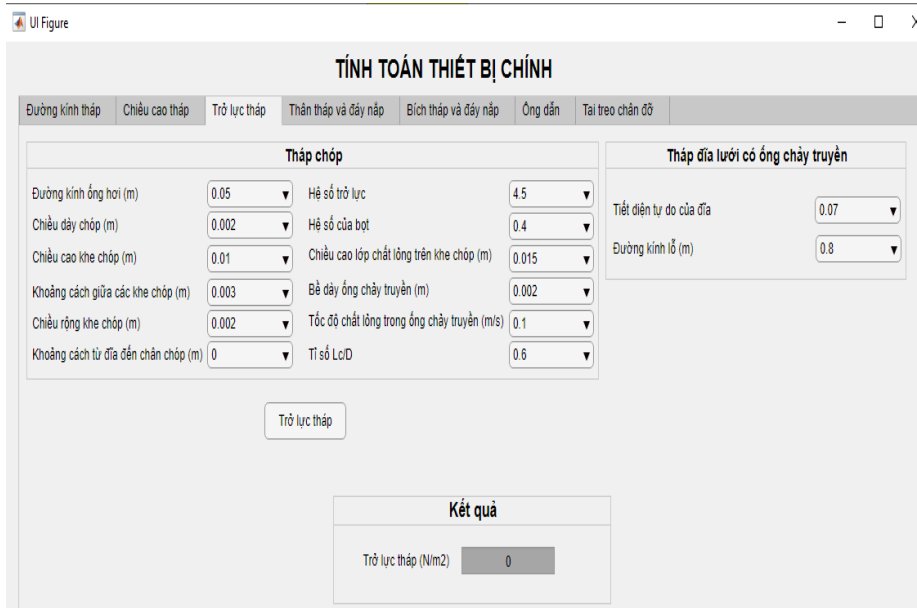 UI Figure
TÍNH TOÁN THIẾT BỊ CHÍNH
Đường kính tháp
Chiều cao tháp
Trở lực tháp
Thân tháp và đáy nắp
Bích tháp và đáy nắp
Ống dẫn
Tai treo chân đỡ
Tháp chóp
Đường kính ống hơi (m) 0.05
Chiều dày chóp (m) 0.002
Chiều cao khe chóp (m) 0.01
Khoảng cách giữa các khe chóp (m) 0.003
Chiều rộng khe chóp (m) 0.002
Khoảng cách từ đĩa đến chân chóp (m) 0
Hệ số trở lực 4.5
Hệ số của bọt 0.4
Chiều cao lớp chất lỏng trên khe chóp (m) 0.015
Bề dày ống chảy truyền (m) 0.002
Tốc độ chất lỏng trong ống chảy truyền (m/s) 0.1
Tỉ số Lc/D 0.6
Tháp đĩa lưới có ống chảy truyền
Tiết diện tự do của đĩa 0.07
Đường kính lỗ (m) 0.8
Trở lực tháp
Kết quả
Trở lực tháp (N/m2) 0